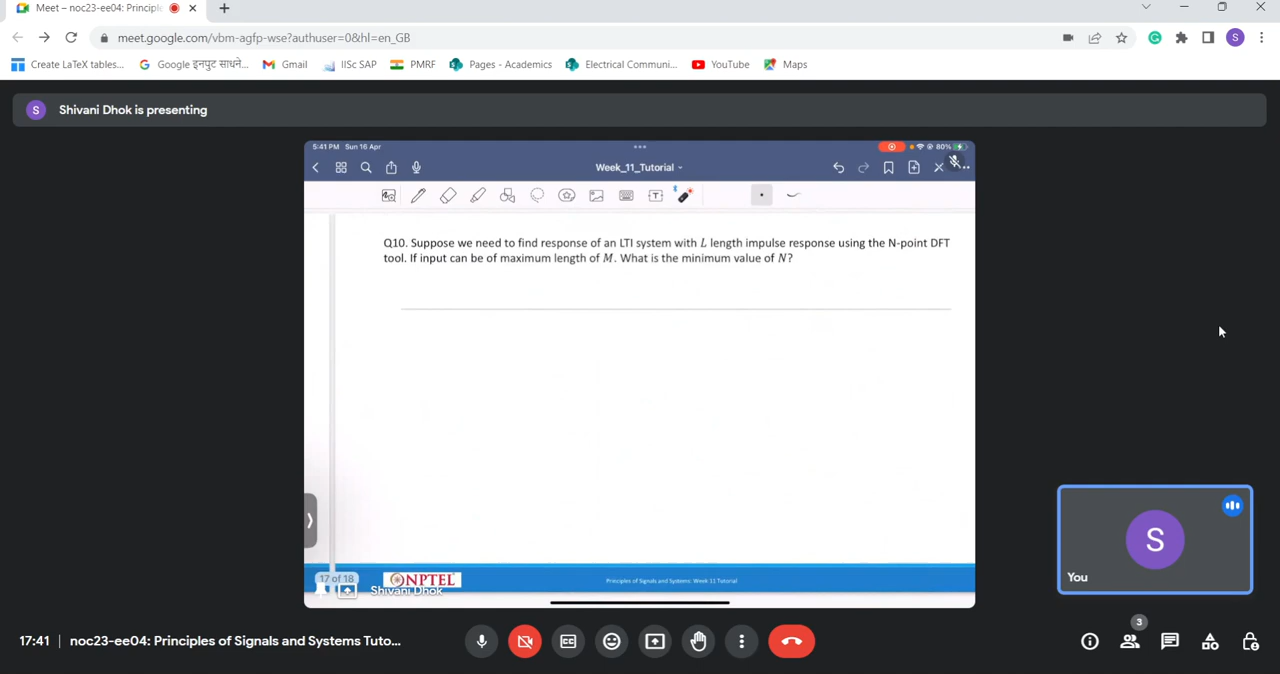 Meet – noc23-ee04: Principle
meet.google.com/vbm-agfp-wse?authuser=0&hl=en_GB
S
Create LaTeX tables...
Google इनपुट साधने...
Gmail
IISc SAP
PMRF
Pages - Academics
Electrical Communi...
YouTube
Maps
S
Shivani Dhok is presenting
5:41 PM Sun 16 Apr
80%
Week_11_Tutorial
Q10. Suppose we need to find response of an LTI system with L length impulse response using the N-point DFT
tool. If input can be of maximum length of M. What is the minimum value of N?
17 of 18
NPTEL
Principles of Signals and Systems: Week 11 Tutorial
Shivani Dhok
S
You
17:41 | noc23-ee04: Principles of Signals and Systems Tuto...
3